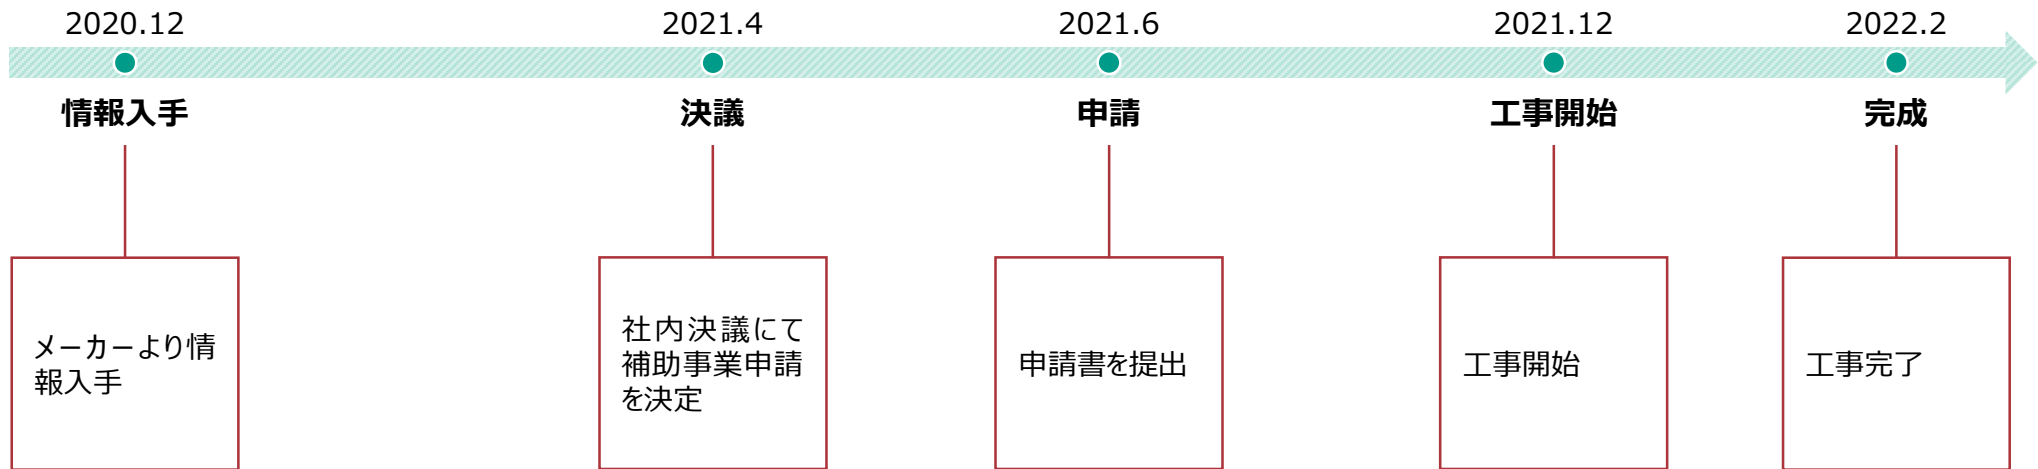 2020.12
2021.4
2021.6
2021.12
2022.2
情報入手
決議
申請
工事開始
完成
メーカーより情
報入手
社内決議にて
補助事業申請
を決定
申請書を提出
工事開始
工事完了